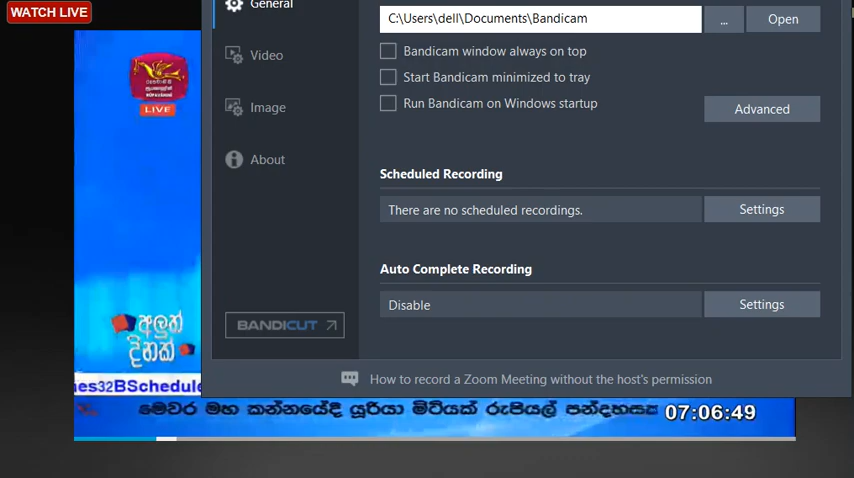 WATCH LIVE
General
C:\Users\dell\Documents\Bandicam
...
Open
Bandicam window always on top
Video
Start Bandicam minimized to tray
Image
Run Bandicam on Windows startup
Advanced
LIVE
About
Scheduled Recording
There are no scheduled recordings.
Settings
Auto Complete Recording
Disable
Settings
අලුත්
දිනක්
BANDICUT
How to record a Zoom Meeting without the host's permission
මෙවර මහ කන්නයේදී යූරියා මිටියක් රුපියල්
07:06:49